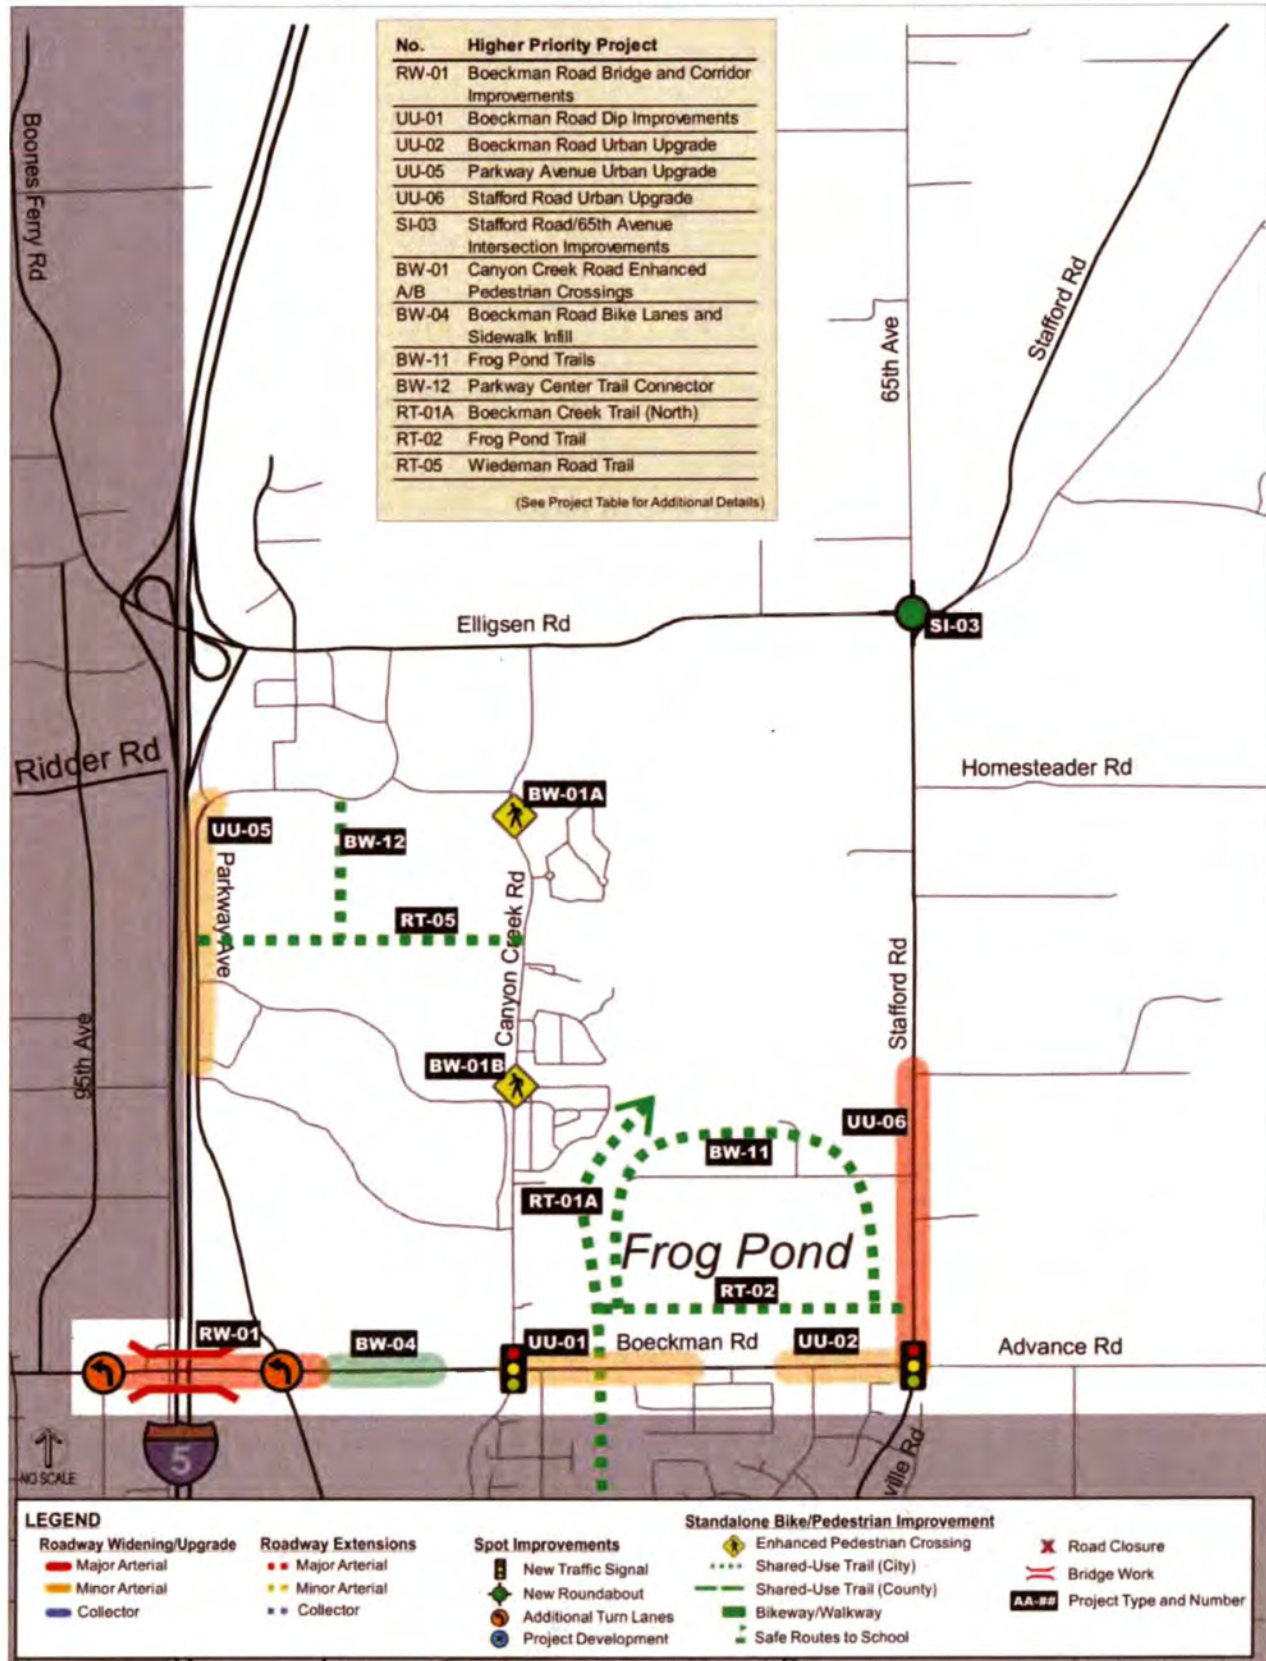 No. Higher Priority Project
RW-01 Boeckman Road Bridge and Corridor
Improvements
UU-01 Boeckman Road Dip Improvements
UU-02 Boeckman Road Urban Upgrade
UU-05 Parkway Avenue Urban Upgrade
UU-06 Stafford Road Urban Upgrade
SI-03 Stafford Road/65th Avenue
Intersection Improvements
BW-01 Canyon Creek Road Enhanced
A/B Pedestrian Crossings
BW-04 Boeckman Road Bike Lanes and
Sidewalk Infill
BW-11 Frog Pond Trails
BW-12 Parkway Center Trail Connector
RT-01A Boeckman Creek Trail (North)
RT-02 Frog Pond Trail
RT-05 Wiedeman Road Trail
(See Project Table for Additional Details)
Boones Ferry Rd
Stafford Rd
65th Ave
Elligsen Rd
SI-03
Ridder Rd
Homesteader Rd
BW-01A
UU-05
BW-12
Parkway Ave
RT-05
Canyon Creek Rd
Stafford Rd
95th Ave
BW-01B
UU-06
BW-11
RT-01A
Frog Pond
RT-02
RW-01
BW-04
UU-01
Boeckman Rd
UU-02
Advance Rd
5
NO SCALE
ville Rd
LEGEND
Roadway Widening/Upgrade
Major Arterial
Minor Arterial
Collector
Roadway Extensions
Major Arterial
Minor Arterial
Collector
Spot Improvements
New Traffic Signal
New Roundabout
Additional Turn Lanes
Project Development
Standalone Bike/Pedestrian Improvement
Enhanced Pedestrian Crossing
Shared-Use Trail (City)
Shared-Use Trail (County)
Bikeway/Walkway
Safe Routes to School
Road Closure
Bridge Work
AA-## Project Type and Number